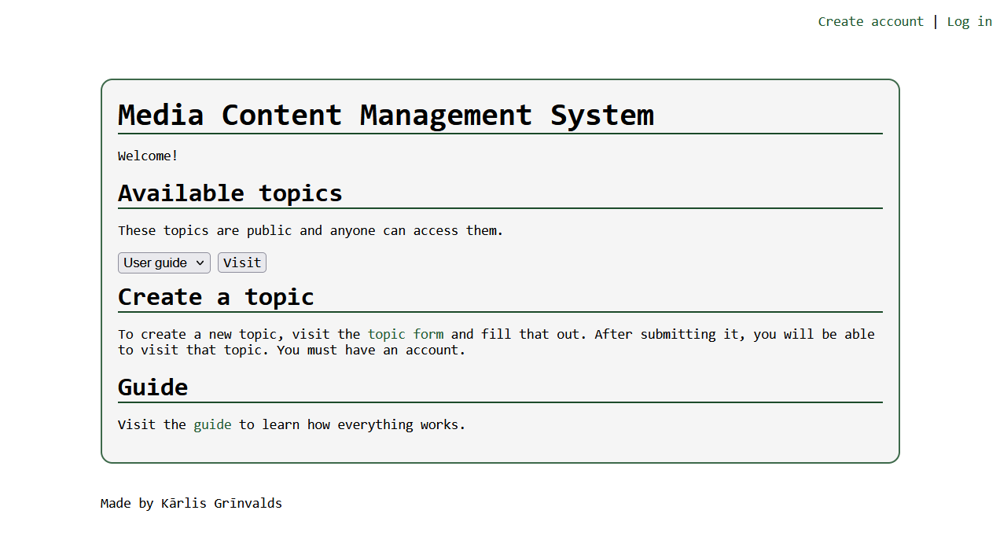 Create account | Log in
Media Content Management System
Welcome!
Available topics
These topics are public and anyone can access them.
User guide Visit
Create a topic
To create a new topic, visit the topic form and fill that out. After submitting it, you will be able
to visit that topic. You must have an account.
Guide
Visit the guide to learn how everything works.
Made by Kārlis Grīnvalds